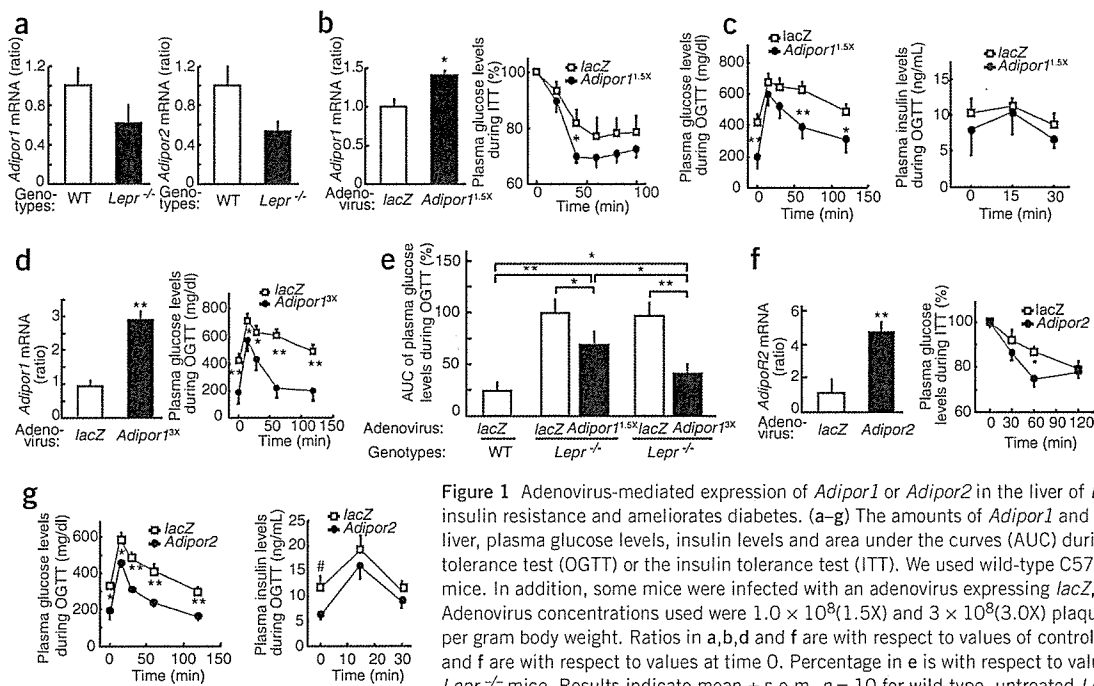 a
Adipor1 mRNA (ratio)
1.2
0.8
0.4
0
Geno-
types:
WT
Lepr -/-
Adipor2 mRNA (ratio)
1.2
0.8
0.4
0
Geno-
types:
WT
Lepr -/-
b
Adipor1 mRNA (ratio)
1.5
1.0
0.5
0
*
Adeno-
virus:
lacZ
Adipor1 1.5X
Plasma glucose levels
during ITT (%)
100
80
60
lacZ
Adipor1 1.5X
*
0
50
100
Time (min)
c
lacZ
Adipor1 1.5X
Plasma glucose levels
during OGTT (mg/dl)
800
600
400
200
0
**
**
*
0
50
100
150
Time (min)
Plasma insulin levels
during OGTT (ng/mL)
lacZ
Adipor1 1.5X
15
10
5
0
0
15
30
Time (min)
d
Adipor1 mRNA
(ratio)
3
2
1
0
**
Adeno-
virus:
lacZ
Adipor1 3X
Plasma glucose levels
during OGTT (mg/dl)
lacZ
Adipor1 3X
800
600
400
200
0
**
*
*
**
**
0
50
100
150
Time (min)
e
AUC of plasma glucose
levels during OGTT (%)
150
100
50
0
*
**
*
*
**
Adenovirus:
lacZ
lacZ Adipor1 1.5X
lacZ Adipor1 3X
Genotypes:
WT
Lepr -/-
Lepr -/-
f
AdipoR2 mRNA
(ratio)
6
4
2
0
**
Adeno-
virus:
lacZ
Adipor2
Plasma glucose
levels during ITT (%)
lacZ
Adipor2
100
80
60
*
0
30
60
90
120
Time (min)
g
lacZ
Adipor2
Plasma glucose levels
during OGTT (mg/dl)
600
400
200
0
*
*
**
**
**
0
50
100
150
Time (min)
Plasma insulin levels
during OGTT (ng/mL)
lacZ
Adipor2
25
20
15
10
5
0
#
0
10
20
30
Time (min)
Figure 1 Adenovirus-mediated expression of Adipor1 or Adipor2 in the liver of
insulin resistance and ameliorates diabetes. (a–g) The amounts of Adipor1 and
liver, plasma glucose levels, insulin levels and area under the curves (AUC)
tolerance test (OGTT) or the insulin tolerance test (ITT). We used wild-type
mice. In addition, some mice were infected with an adenovirus expressing lacZ,
Adenovirus concentrations used were 1.0 × 10⁸(1.5X) and 3 × 10⁸(3.0X)
per gram body weight. Ratios in a,b,d and f are with respect to values of
and f are with respect to values at time 0. Percentage in e is with respect to
Lepr -/- mice. Results indicate mean ± s.e.m. n = 10 for wild-type, untreated